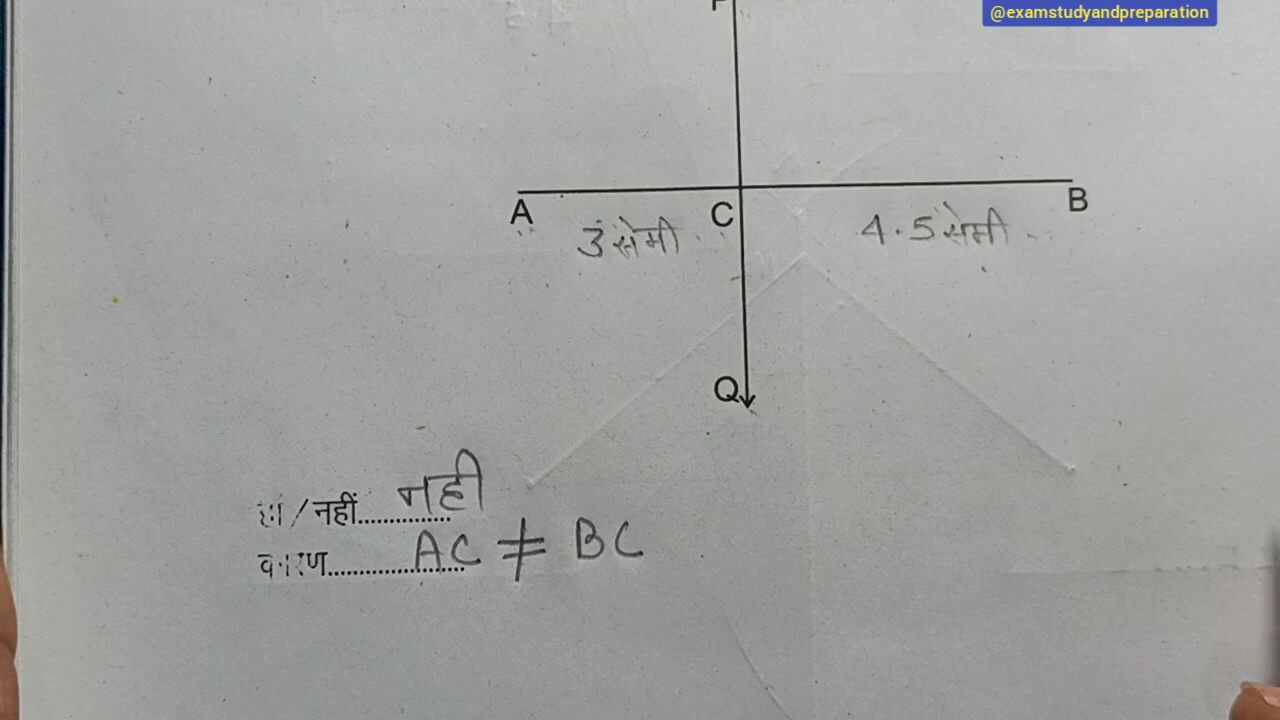 @examstudyandpreparation
A
C
B
3 सेमी
4.5 सेमी
Q
हा / नहीं............... नही
कारण...................... AC ≠ BC